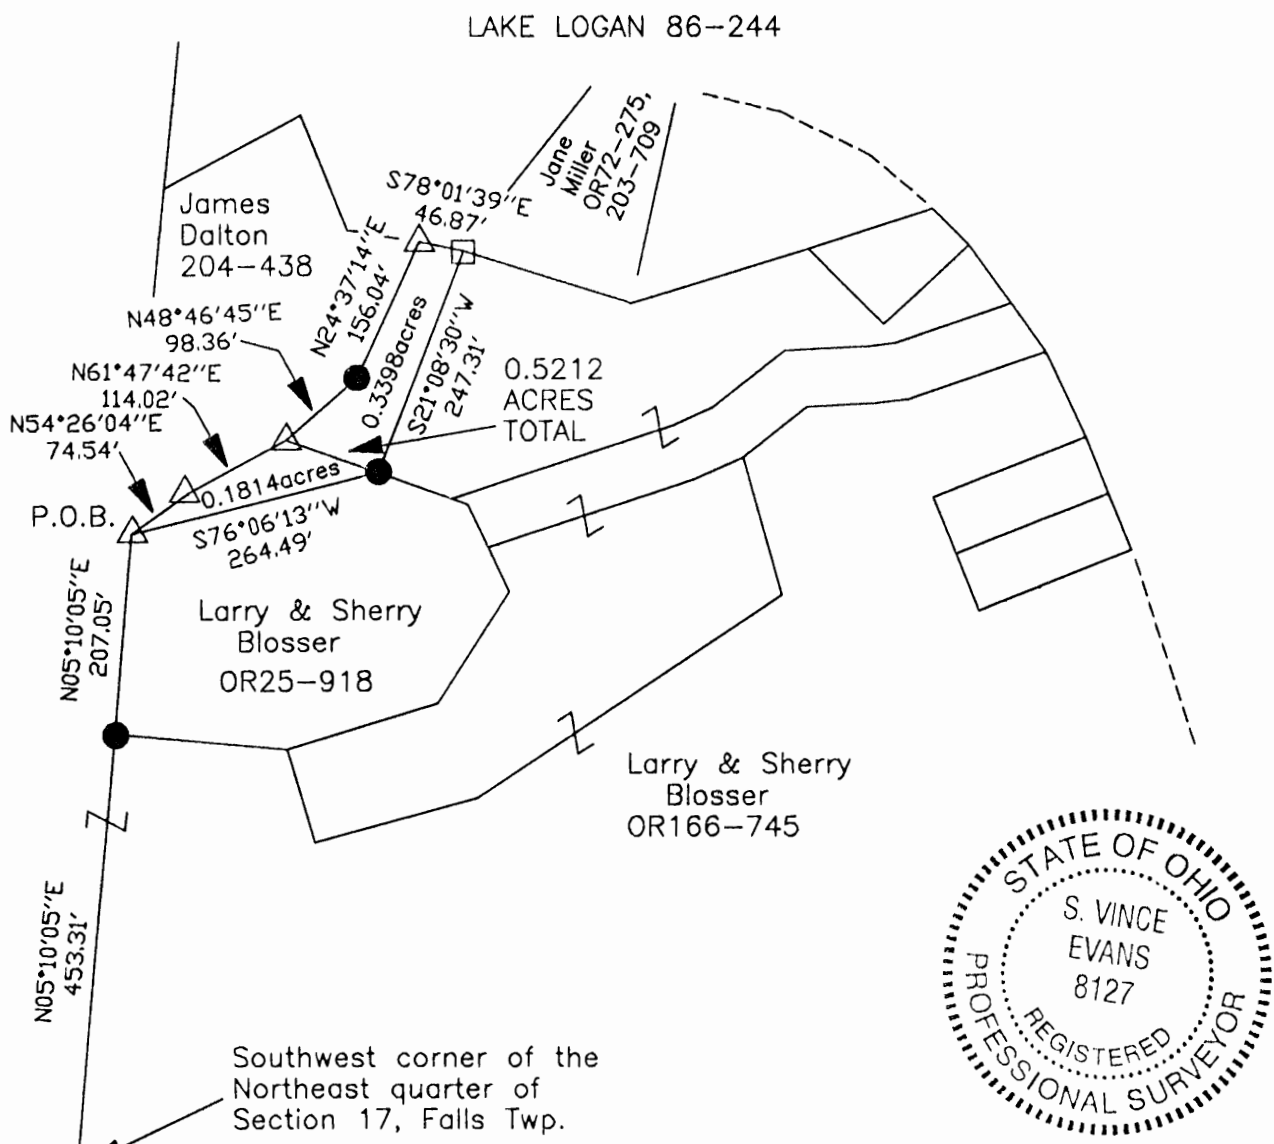 LAKE LOGAN 86-244
Jane
Miller
OR72-275,
203-709
S78°01'39"E
46.87'
James
Dalton
204-438
N24°37'14"E
156.04'
N48°46'45"E
98.36'
0.3398acres
S21°08'30"W
247.31'
N61°47'42"E
114.02'
0.5212
ACRES
TOTAL
N54°26'04"E
74.54'
0.1814acres
P.O.B.
S76°06'13"W
264.49'
N05°10'05"E
207.05'
Larry & Sherry
Blosser
OR25-918
Larry & Sherry
Blosser
OR166-745
N05°10'05"E
453.31'
STATE OF OHIO
S. VINCE
EVANS
8127
REGISTERED
PROFESSIONAL SURVEYOR
Southwest corner of the
Northeast quarter of
Section 17, Falls Twp.